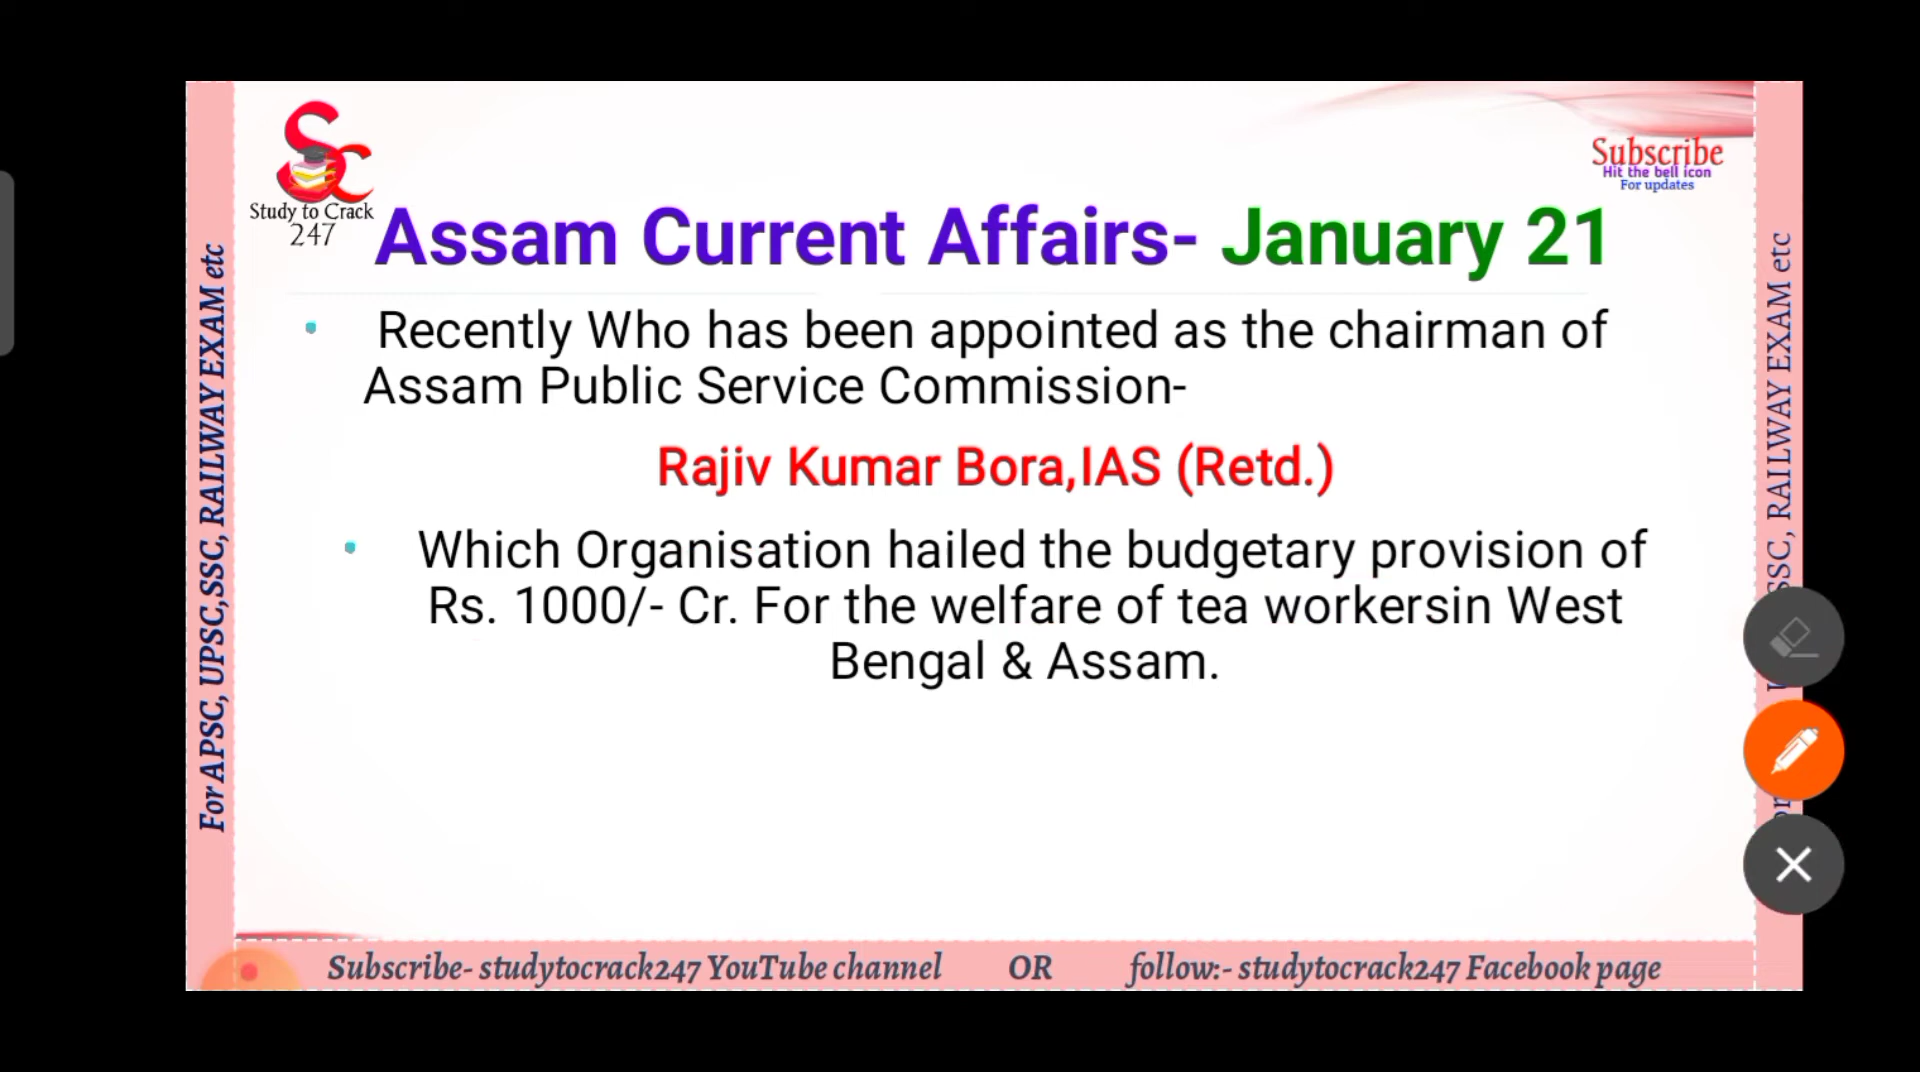 Study to Crack
247
Subscribe
Hit the bell icon
For updates
Assam Current Affairs- January 21
Recently Who has been appointed as the chairman of
Assam Public Service Commission-
Rajiv Kumar Bora,IAS (Retd.)
Which Organisation hailed the budgetary provision of
Rs. 1000/- Cr. For the welfare of tea workersin West
Bengal & Assam.
For APSC, UPSC,SSC, RAILWAY EXAM etc
SSC, RAILWAY EXAM etc
Subscribe- studytocrack247 YouTube channel OR follow:- studytocrack247 Facebook page